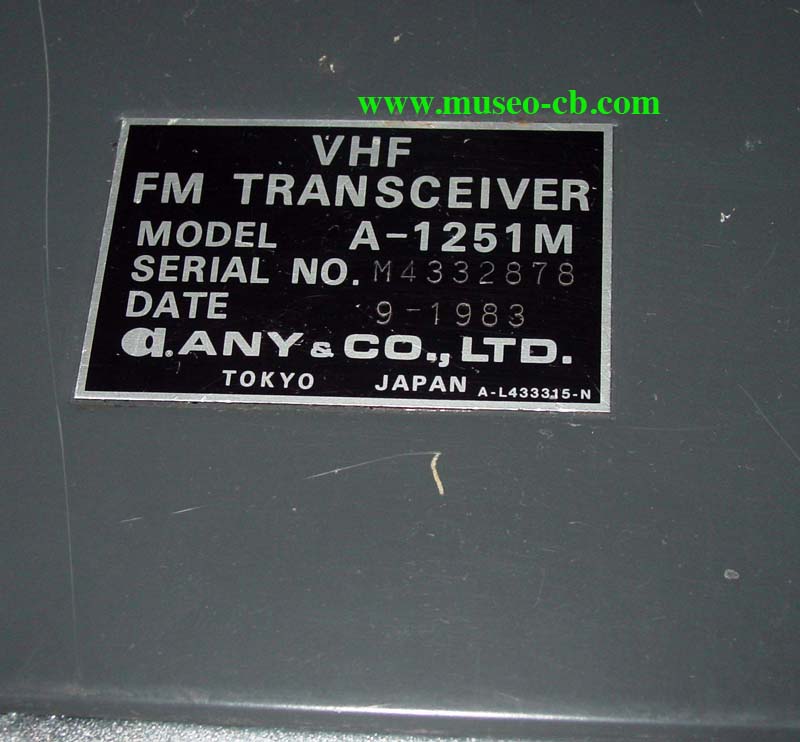 www.museo-cb.com
VHF
FM TRANSCEIVER
MODEL A-1251M
SERIAL NO. M4332878
DATE 9-1983
a.ANY & CO., LTD.
TOKYO JAPAN A-L433315-N